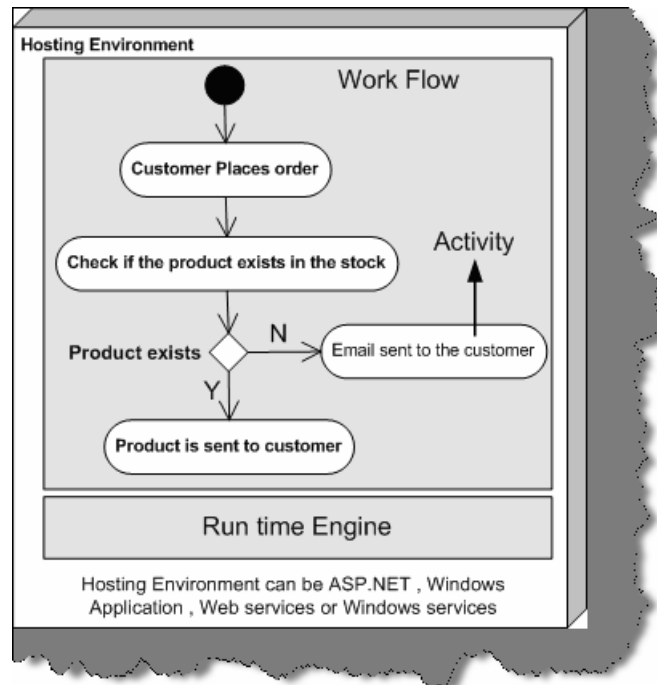 Hosting Environment
Work Flow
Customer Places order
Check if the product exists in the stock
Activity
Product exists
N
Email sent to the customer
Y
Product is sent to customer
Run time Engine
Hosting Environment can be ASP.NET , Windows
Application , Web services or Windows services